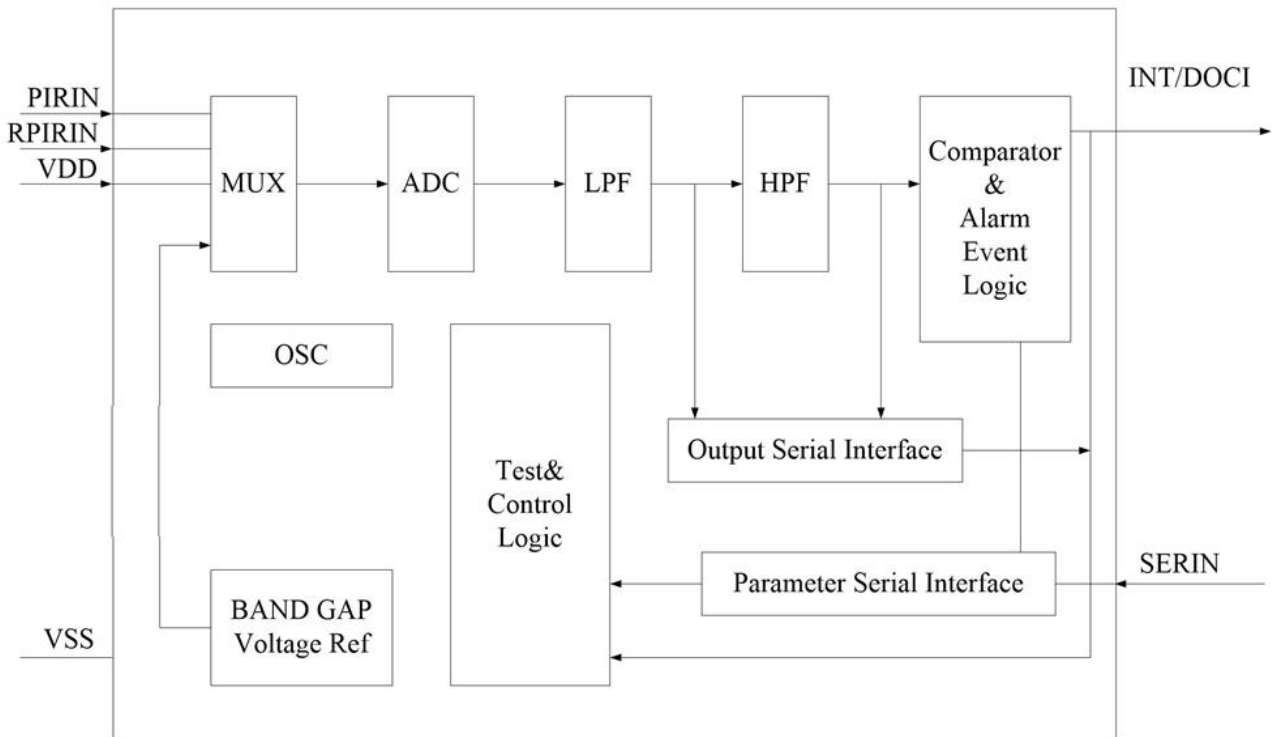 INT/DOCI
PIRIN
RPIRIN
VDD
MUX
ADC
LPF
HPF
Comparator
&
Alarm
Event
Logic
OSC
Output Serial Interface
Test&
Control
Logic
Parameter Serial Interface
SERIN
BAND GAP
Voltage Ref
VSS